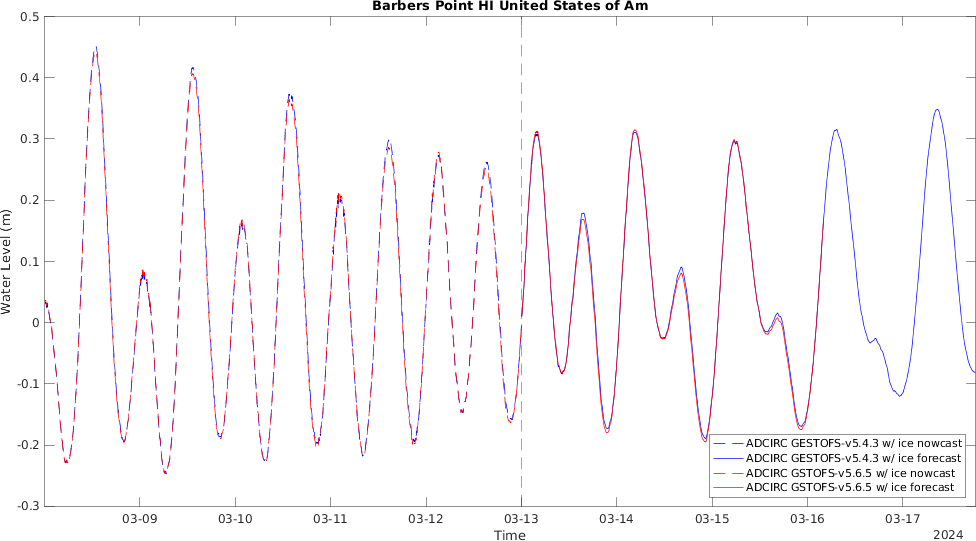 Barbers Point HI United States of Am
Water Level (m)
0.5
0.4
0.3
0.2
0.1
0
-0.1
-0.2
-0.3
03-09
03-10
03-11
03-12
03-13
03-14
03-15
03-16
03-17
Time
2024
ADCIRC GESTOFS-v5.4.3 w/ ice nowcast
ADCIRC GESTOFS-v5.4.3 w/ ice forecast
ADCIRC GSTOFS-v5.6.5 w/ ice nowcast
ADCIRC GSTOFS-v5.6.5 w/ ice forecast